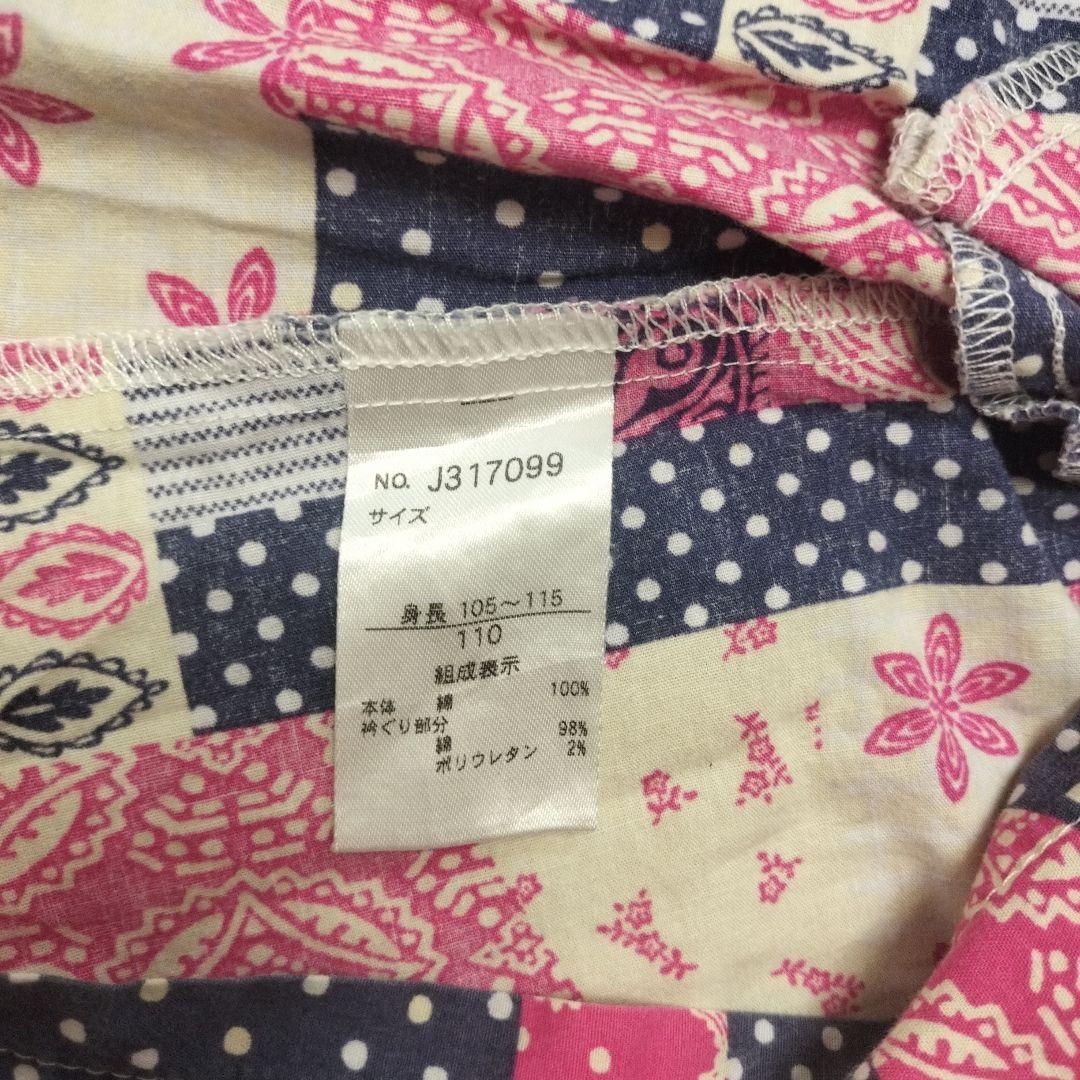 NO. J317099
サイズ
身長 105～115
110
組成表示
本体 綿 100%
衿ぐり部分
綿 98%
ポリウレタン 2%